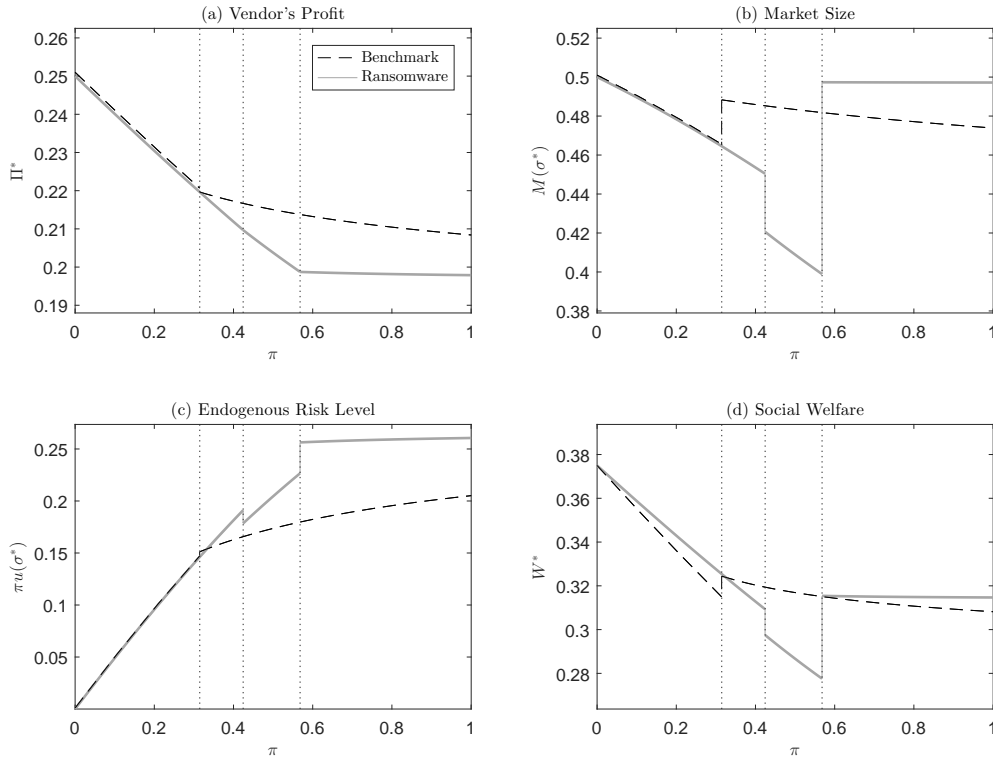 (a) Vendor's Profit
0.26
0.25
0.24
0.23
0.22
0.21
0.2
0.19
Π*
0 0.2 0.4 0.6 0.8 1
π
Benchmark
Ransomware
(b) Market Size
0.52
0.5
0.48
0.46
0.44
0.42
0.4
0.38
M(σ*)
0 0.2 0.4 0.6 0.8 1
π
(c) Endogenous Risk Level
0.25
0.2
0.15
0.1
0.05
πu(σ*)
0 0.2 0.4 0.6 0.8 1
π
(d) Social Welfare
0.38
0.36
0.34
0.32
0.3
0.28
W*
0 0.2 0.4 0.6 0.8 1
π